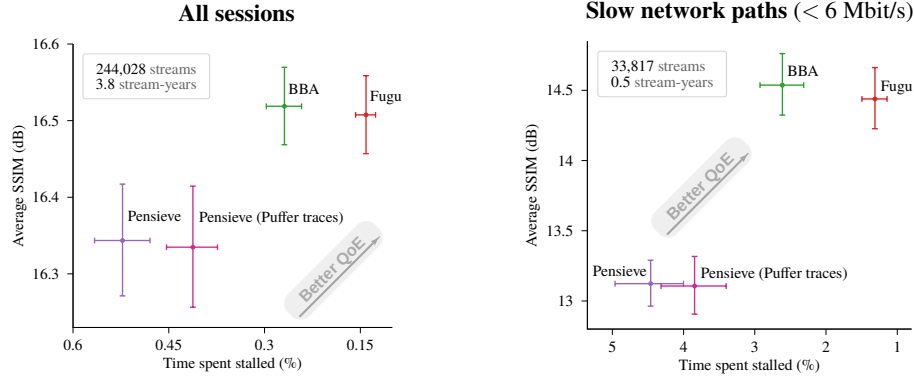 All sessions
16.6
16.5
16.4
16.3
Average SSIM (dB)
244,028 streams
3.8 stream-years
BBA
Fugu
Pensieve
Pensieve (Puffer traces)
Better QoE
0.6
0.45
0.3
0.15
Time spent stalled (%)
Slow network paths (< 6 Mbit/s)
14.5
14
13.5
13
Average SSIM (dB)
33,817 streams
0.5 stream-years
BBA
Fugu
Better QoE
Pensieve
Pensieve (Puffer traces)
5
4
3
2
1
Time spent stalled (%)